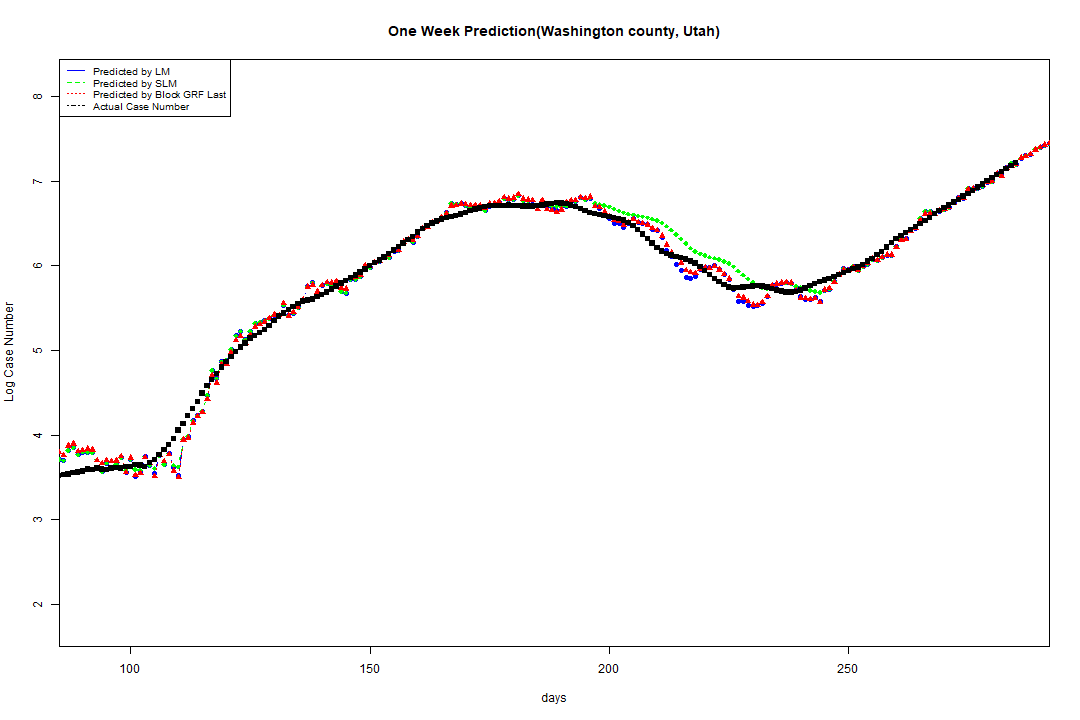 One Week Prediction(Washington county, Utah)
Predicted by LM
Predicted by SLM
Predicted by Block GRF Last
Actual Case Number
8
7
6
5
4
3
2
Log Case Number
100 150 200 250
days